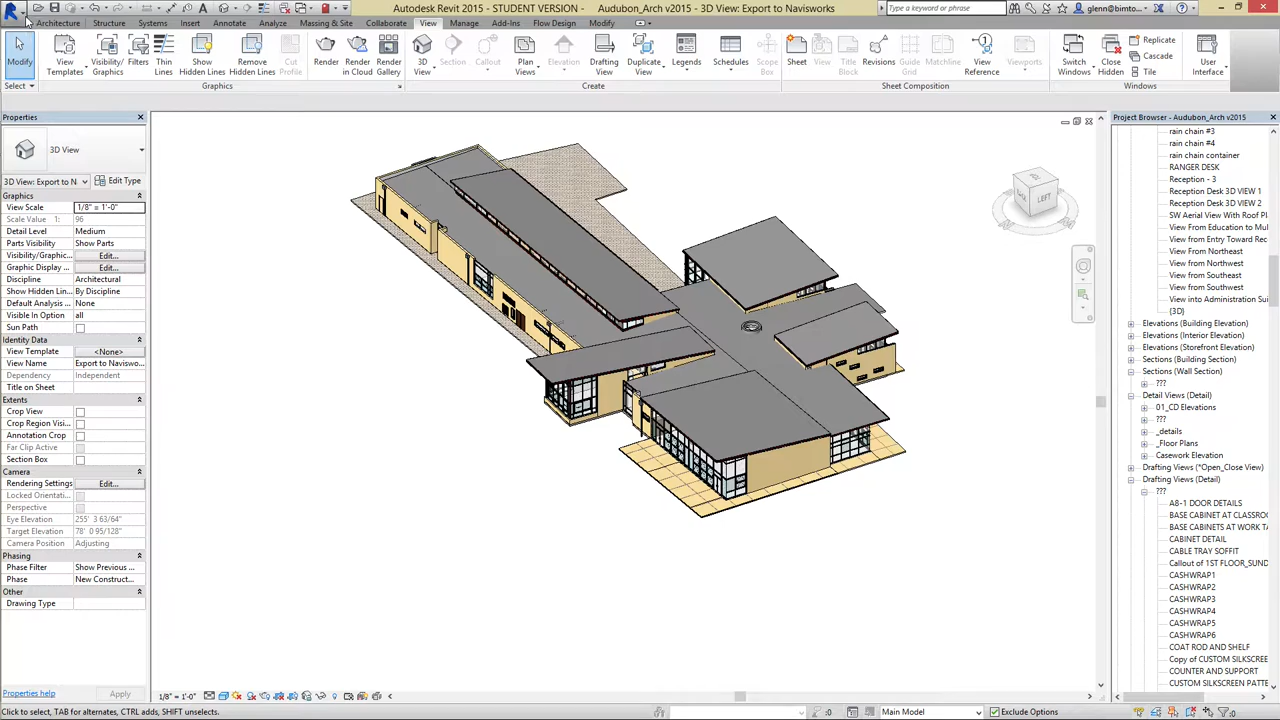 Autodesk Revit 2015 - STUDENT VERSION - Audubon_Arch v2015 - 3D View: Export to Navisworks
Type a keyword or phrase
glenn@bimto...
Architecture Structure Systems Insert Annotate Analyze Massing & Site Collaborate View Manage Add-Ins Flow Design Modify
Modify
View Templates
Visibility/ Graphics
Filters
Thin Lines
Show Hidden Lines
Remove Hidden Lines
Cut Profile
Render
Render in Cloud
Render Gallery
3D View
Section
Callout
Plan Views
Elevation
Drafting View
Duplicate View
Legends
Schedules
Scope Box
Sheet
View
Title Block
Revisions
Guide Grid
Matchline
View Reference
Viewports
Switch Windows
Close Hidden
Replicate
Cascade
Tile
User Interface
Select
Graphics
Create
Sheet Composition
Windows
Properties
3D View
3D View: Export to N
Edit Type
Graphics
View Scale 1/8" = 1'-0"
Scale Value 1: 96
Detail Level Medium
Parts Visibility Show Parts
Visibility/Graphic... Edit...
Graphic Display ... Edit...
Discipline Architectural
Show Hidden Lin... By Discipline
Default Analysis ... None
Visible In Option all
Sun Path
Identity Data
View Template <None>
View Name Export to Naviswo...
Dependency Independent
Title on Sheet
Extents
Crop View
Crop Region Visi...
Annotation Crop
Far Clip Active
Section Box
Camera
Rendering Settings Edit...
Locked Orientati...
Perspective
Eye Elevation 255' 3 63/64"
Target Elevation 78' 0 95/128"
Camera Position Adjusting
Phasing
Phase Filter Show Previous ...
Phase New Construct...
Other
Drawing Type
Properties help
Apply
LEFT
Project Browser - Audubon_Arch v2015
rain chain #3
rain chain #4
rain chain container
RANGER DESK
Reception - 3
Reception Desk 3D VIEW 1
Reception Desk 3D VIEW 2
SW Aerial View With Roof Pl
View from Education to Mu
View from Entry Toward Rec
View from Northeast
View from Northwest
View from Southeast
View from Southwest
View into Administration Sui
{3D}
Elevations (Building Elevation)
Elevations (Interior Elevation)
Elevations (Storefront Elevation)
Sections (Building Section)
Sections (Wall Section)
???
Detail Views (Detail)
01_CD Elevations
???
_details
_Floor Plans
Casework Elevation
Drafting Views (*Open_Close View)
Drafting Views (Detail)
???
A8-1 DOOR DETAILS
BASE CABINET AT CLASSROO
BASE CABINETS AT WORK TA
CABINET DETAIL
CABLE TRAY SOFFIT
Callout of 1ST FLOOR_SUND
CASHWRAP1
CASHWRAP2
CASHWRAP3
CASHWRAP4
CASHWRAP5
CASHWRAP6
COAT ROD AND SHELF
Copy of CUSTOM SILKSCREE
COUNTER AND SUPPORT
CUSTOM SILKSCREEN PATTE
1/8" = 1'-0"
Click to select, TAB for alternates, CTRL adds, SHIFT unselects.
:0
Main Model
Exclude Options
:0